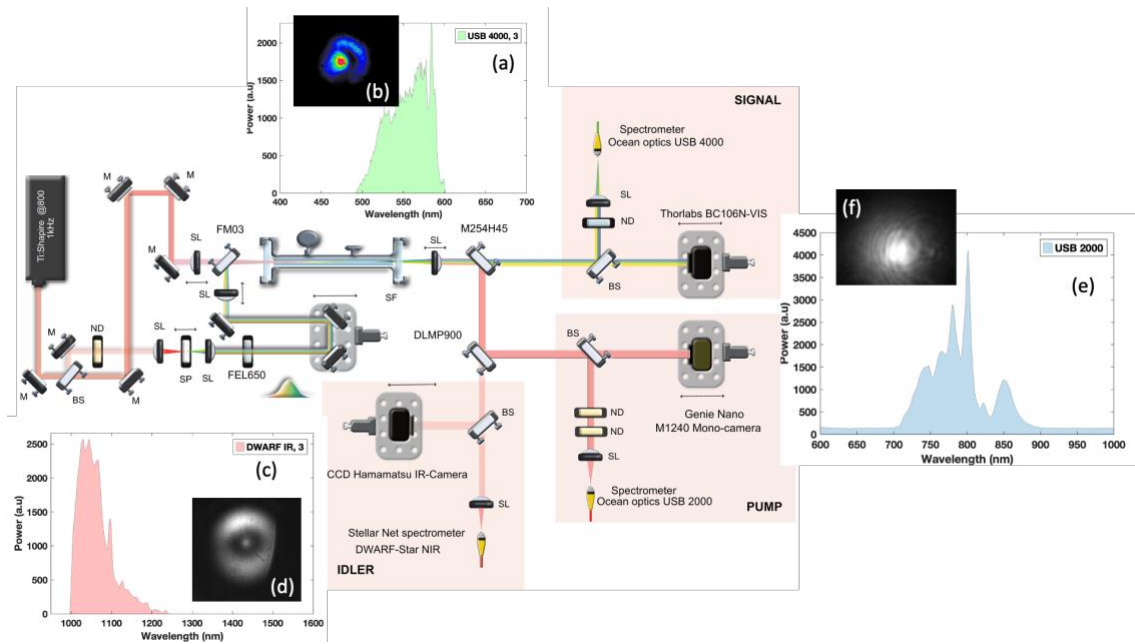 USB 4000, 3
(a)
(b)
Power (a.u)
2000
1500
1000
500
0
400 450 500 550 600 650 700
Wavelength (nm)
SIGNAL
Spectrometer
Ocean optics USB 4000
SL
ND
Thorlabs BC106N-VIS
BS
Ti:Shapire @800
1kHz
M
M
M
SL
FM03
SL
SF
SL
M254H45
M
ND
SL
M
BS
M
SP
SL
FEL650
DLMP900
BS
Genie Nano
M1240 Mono-camera
ND
ND
SL
Spectrometer
Ocean optics USB 2000
PUMP
BS
CCD Hamamatsu IR-Camera
SL
Stellar Net spectrometer
DWARF-Star NIR
IDLER
(f)
USB 2000
(e)
Power (a.u)
4500
4000
3500
3000
2500
2000
1500
1000
500
0
600 650 700 750 800 850 900 950 1000
Wavelength (nm)
DWARF IR, 3
(c)
(d)
Power (a.u)
2500
2000
1500
1000
500
0
1000 1100 1200 1300 1400 1500 1600
Wavelength (nm)